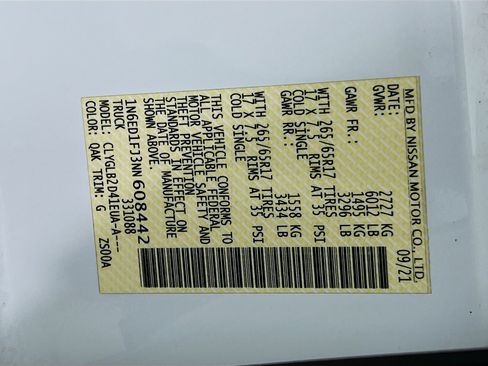 MFD BY NISSAN MOTOR CO., LTD.
DATE: 09/21
GVWR: 2727 KG
6012 LB
GAWR FR.: 1495 KG
3296 LB
WITH 265/65R17 TIRES
17 X 7.5 RIMS AT 35 PSI
COLD SINGLE
GAWR RR.: 1558 KG
3434 LB
WITH 265/65R17 TIRES
17 X 7.5 RIMS AT 35 PSI
COLD SINGLE
THIS VEHICLE CONFORMS TO
ALL APPLICABLE FEDERAL
MOTOR VEHICLE SAFETY AND
THEFT PREVENTION
STANDARDS IN EFFECT ON
THE DATE OF MANUFACTURE
SHOWN ABOVE.
1N6ED1FJ3NN608442
TRUCK 331088
MODEL: CLYGLB2D41EUA-A---
COLOR: QAK TRIM: G ZS00A